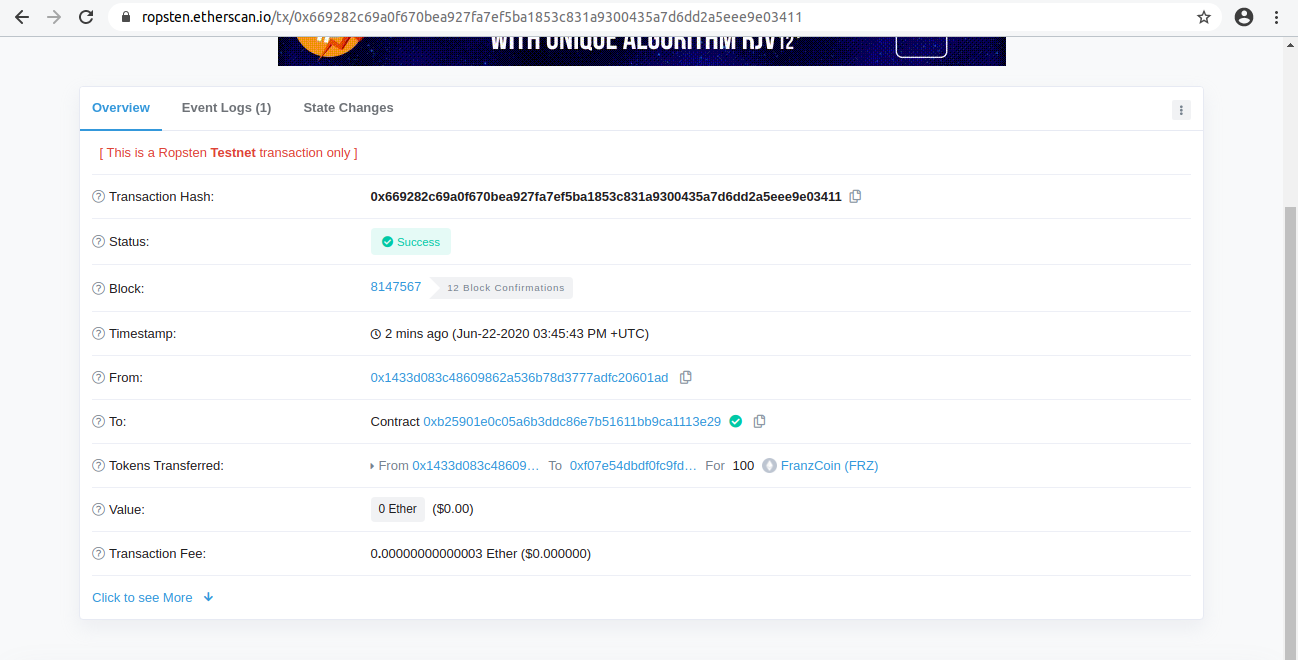 ropsten.etherscan.io/tx/0x669282c69a0f670bea927fa7ef5ba1853c831a9300435a7d6dd2a5eee9e03411
WITH UNIQUE ALGORITHM RJV12
Overview Event Logs (1) State Changes
[ This is a Ropsten Testnet transaction only ]
Transaction Hash: 0x669282c69a0f670bea927fa7ef5ba1853c831a9300435a7d6dd2a5eee9e03411
Status: Success
Block: 8147567 12 Block Confirmations
Timestamp: 2 mins ago (Jun-22-2020 03:45:43 PM +UTC)
From: 0x1433d083c48609862a536b78d3777adfc20601ad
To: Contract 0xb25901e0c05a6b3ddc86e7b51611bb9ca1113e29
Tokens Transferred: From 0x1433d083c48609… To 0xf07e54dbdf0fc9fd… For 100 FranzCoin (FRZ)
Value: 0 Ether ($0.00)
Transaction Fee: 0.00000000000003 Ether ($0.000000)
Click to see More